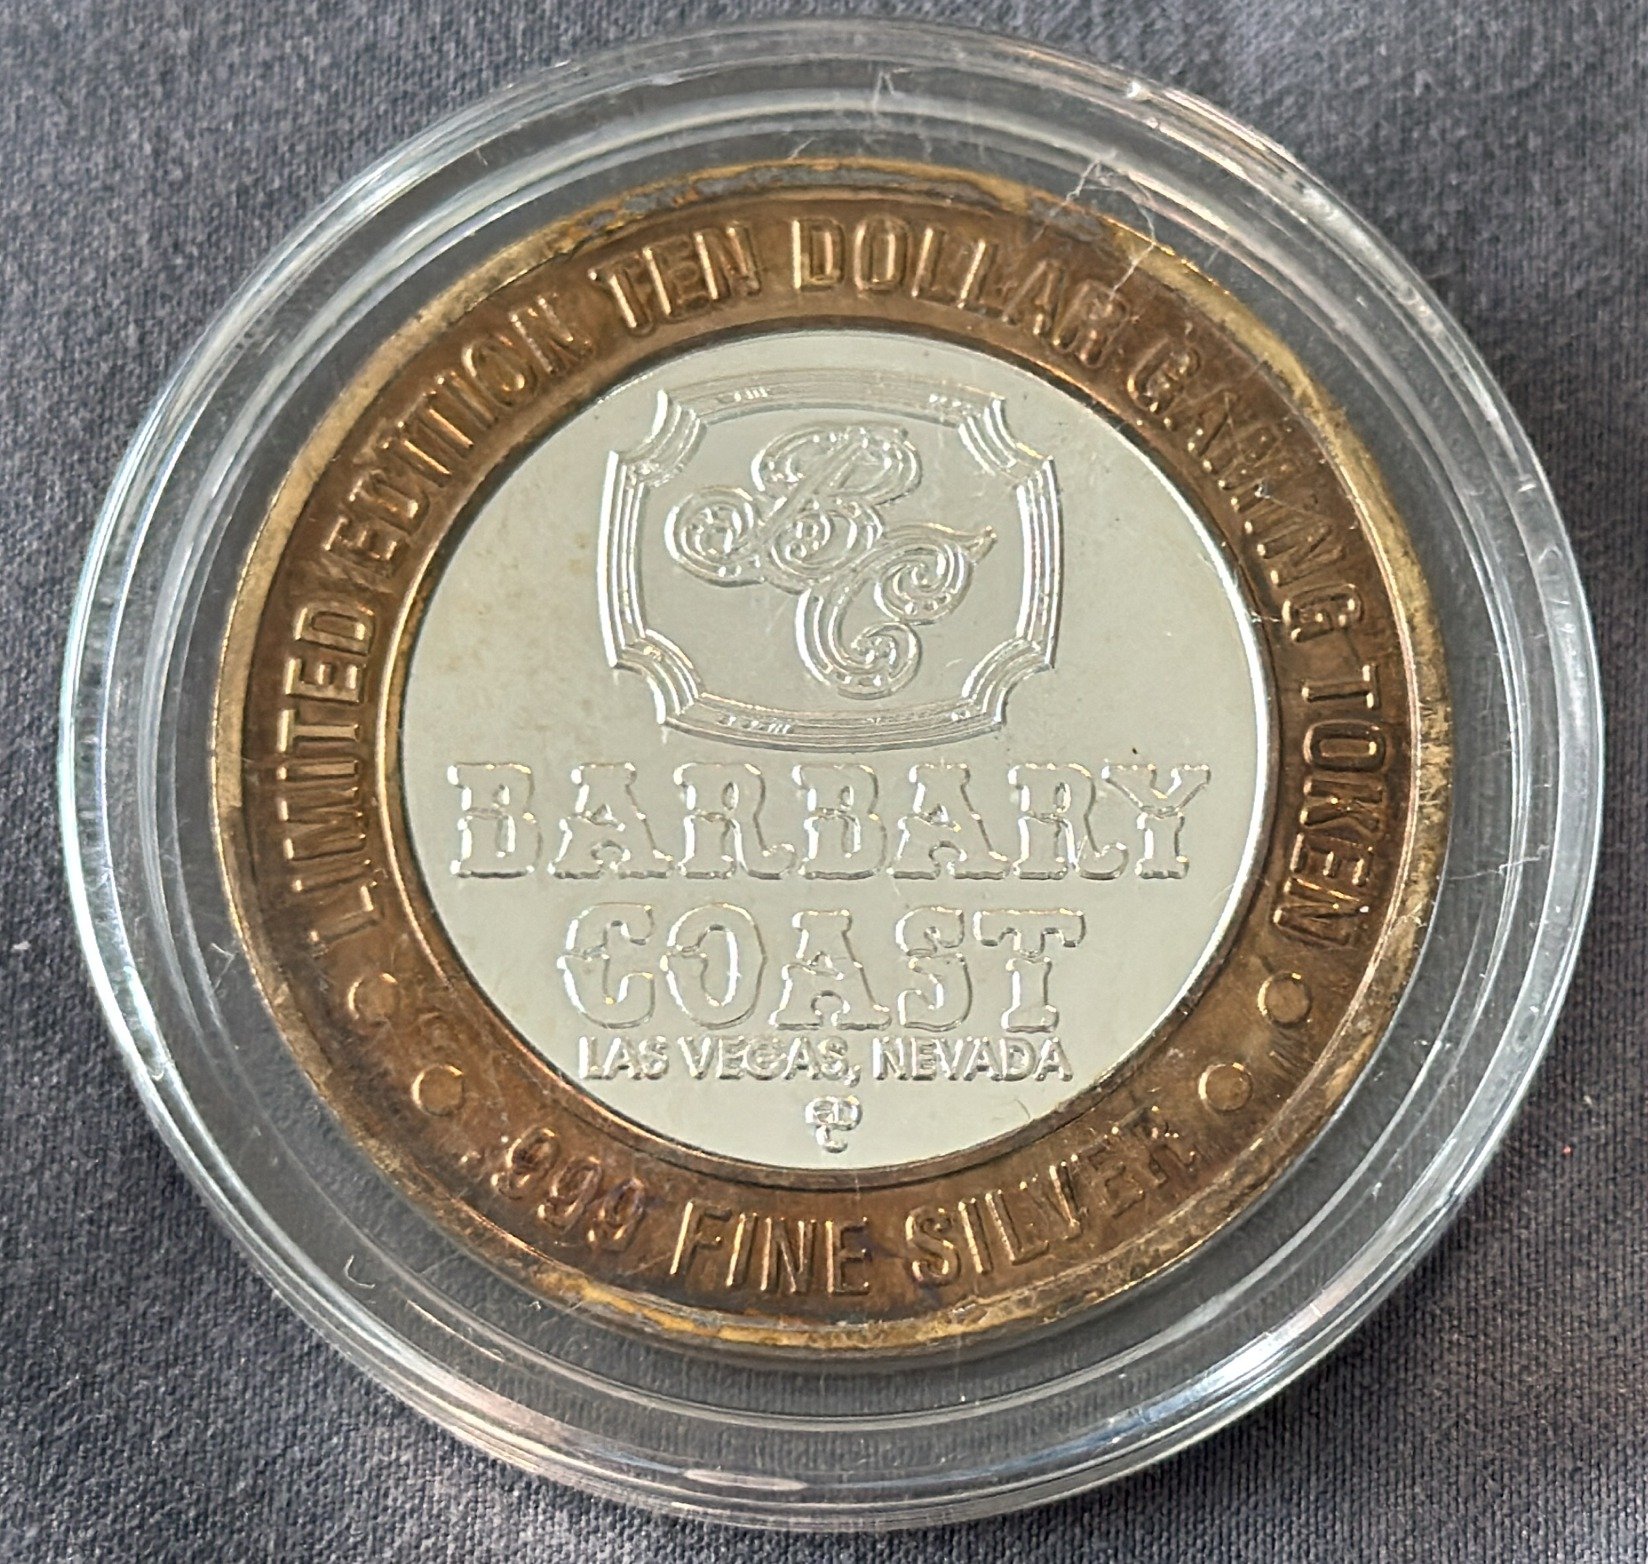 LIMITED EDITION TEN DOLLAR GAMING TOKEN
BC
BARBARY
COAST
LAS VEGAS, NEVADA
.999 FINE SILVER